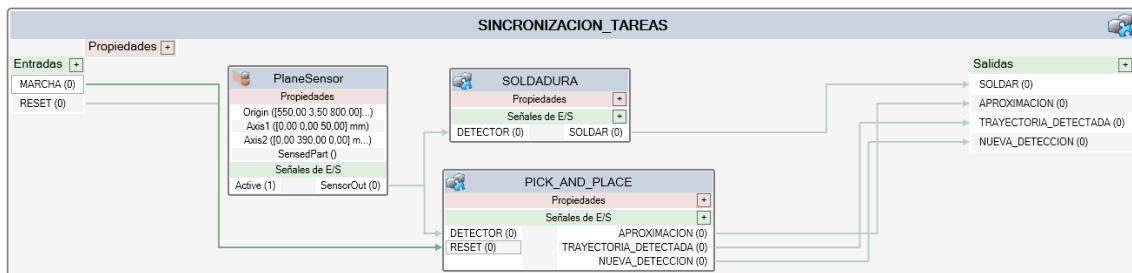 SINCRONIZACION_TAREAS
Propiedades +
Entradas +
MARCHA (0)
RESET (0)
PlaneSensor
Propiedades
Origin ([550,00 3,50 800,00]...)
Axis1 ([0,00 0,00 50,00] mm)
Axis2 ([0,00 390,00 0,00] m...)
SensedPart ()
Señales de E/S
Active (1) SensorOut (0)
SOLDADURA
Propiedades +
Señales de E/S +
DETECTOR (0) SOLDAR (0)
PICK_AND_PLACE
Propiedades +
Señales de E/S +
DETECTOR (0) APROXIMACION (0)
RESET (0) TRAYECTORIA_DETECTADA (0)
NUEVA_DETECCION (0)
Salidas +
SOLDAR (0)
APROXIMACION (0)
TRAYECTORIA_DETECTADA (0)
NUEVA_DETECCION (0)